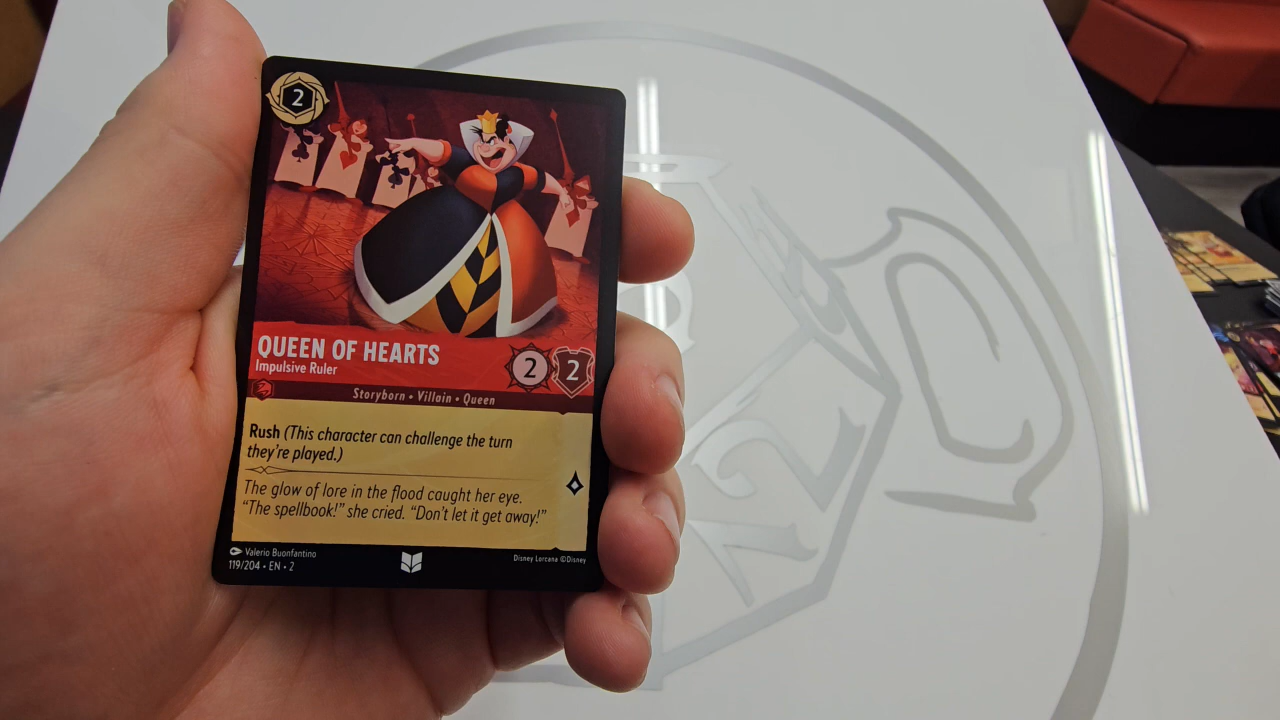 2
QUEEN OF HEARTS
Impulsive Ruler
2 2
Storyborn • Villain • Queen
Rush (This character can challenge the turn
they're played.)
The glow of lore in the flood caught her eye.
"The spellbook!" she cried. "Don't let it get away!"
Valerio Buonfantino
119/204 • EN • 2
Disney Lorcana ©Disney
12